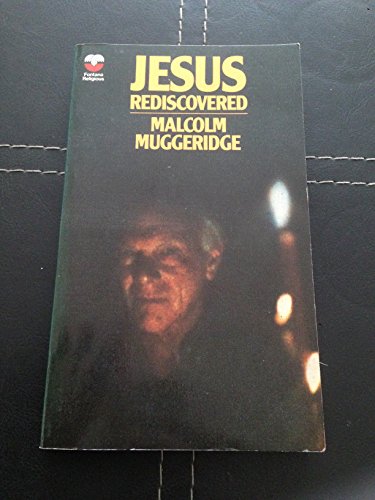 Fontana
Religious
JESUS
REDISCOVERED
MALCOLM
MUGGERIDGE